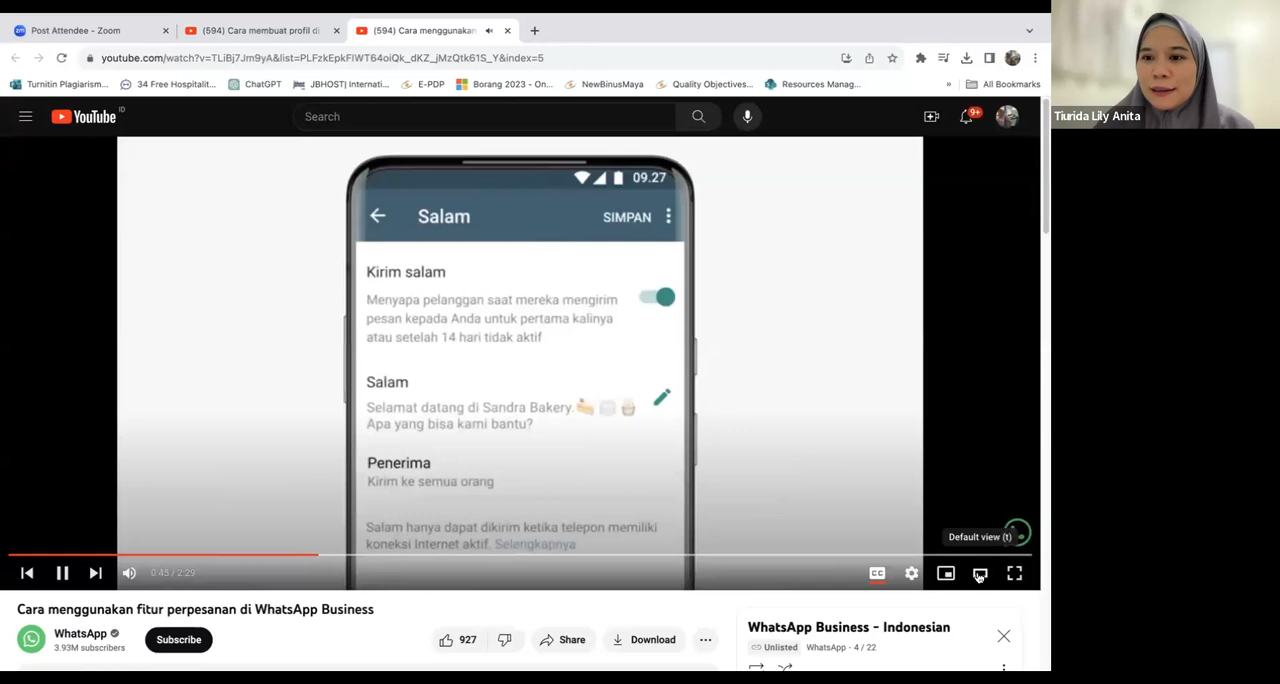 Post Attendee - Zoom
(594) Cara membuat profil di
(594) Cara menggunakan
youtube.com/watch?v=TLiBj7Jm9yA&list=PLFzkEpkFIWT64oiQk_dKZ_jMzQtk61S_Y&index=5
Turnitin Plagiarism...
34 Free Hospitalit...
ChatGPT
JBHOST| Internati...
E-PDP
Borang 2023 - On...
NewBinusMaya
Quality Objectives...
Resources Manag...
»
All Bookmarks
YouTube ID
Search
9+
Tiurida Lily Anita
09.27
Salam
SIMPAN
Kirim salam
Menyapa pelanggan saat mereka mengirim
pesan kepada Anda untuk pertama kalinya
atau setelah 14 hari tidak aktif
Salam
Selamat datang di Sandra Bakery.
Apa yang bisa kami bantu?
Penerima
Kirim ke semua orang
Salam hanya dapat dikirim ketika telepon memiliki
koneksi Internet aktif. Selengkapnya
Default view (t)
0:45 / 2:29
CC
Cara menggunakan fitur perpesanan di WhatsApp Business
WhatsApp
3.93M subscribers
Subscribe
927
Share
Download
WhatsApp Business - Indonesian
Unlisted
WhatsApp - 4 / 22